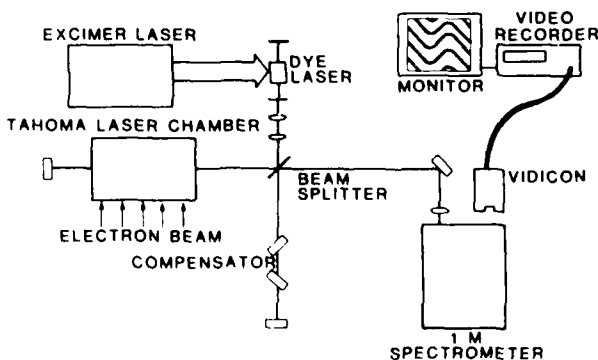 EXCIMER LASER
DYE
LASER
VIDEO
RECORDER
MONITOR
TAHOMA LASER CHAMBER
BEAM
SPLITTER
VIDICON
ELECTRON BEAM
COMPENSATOR
1 M
SPECTROMETER